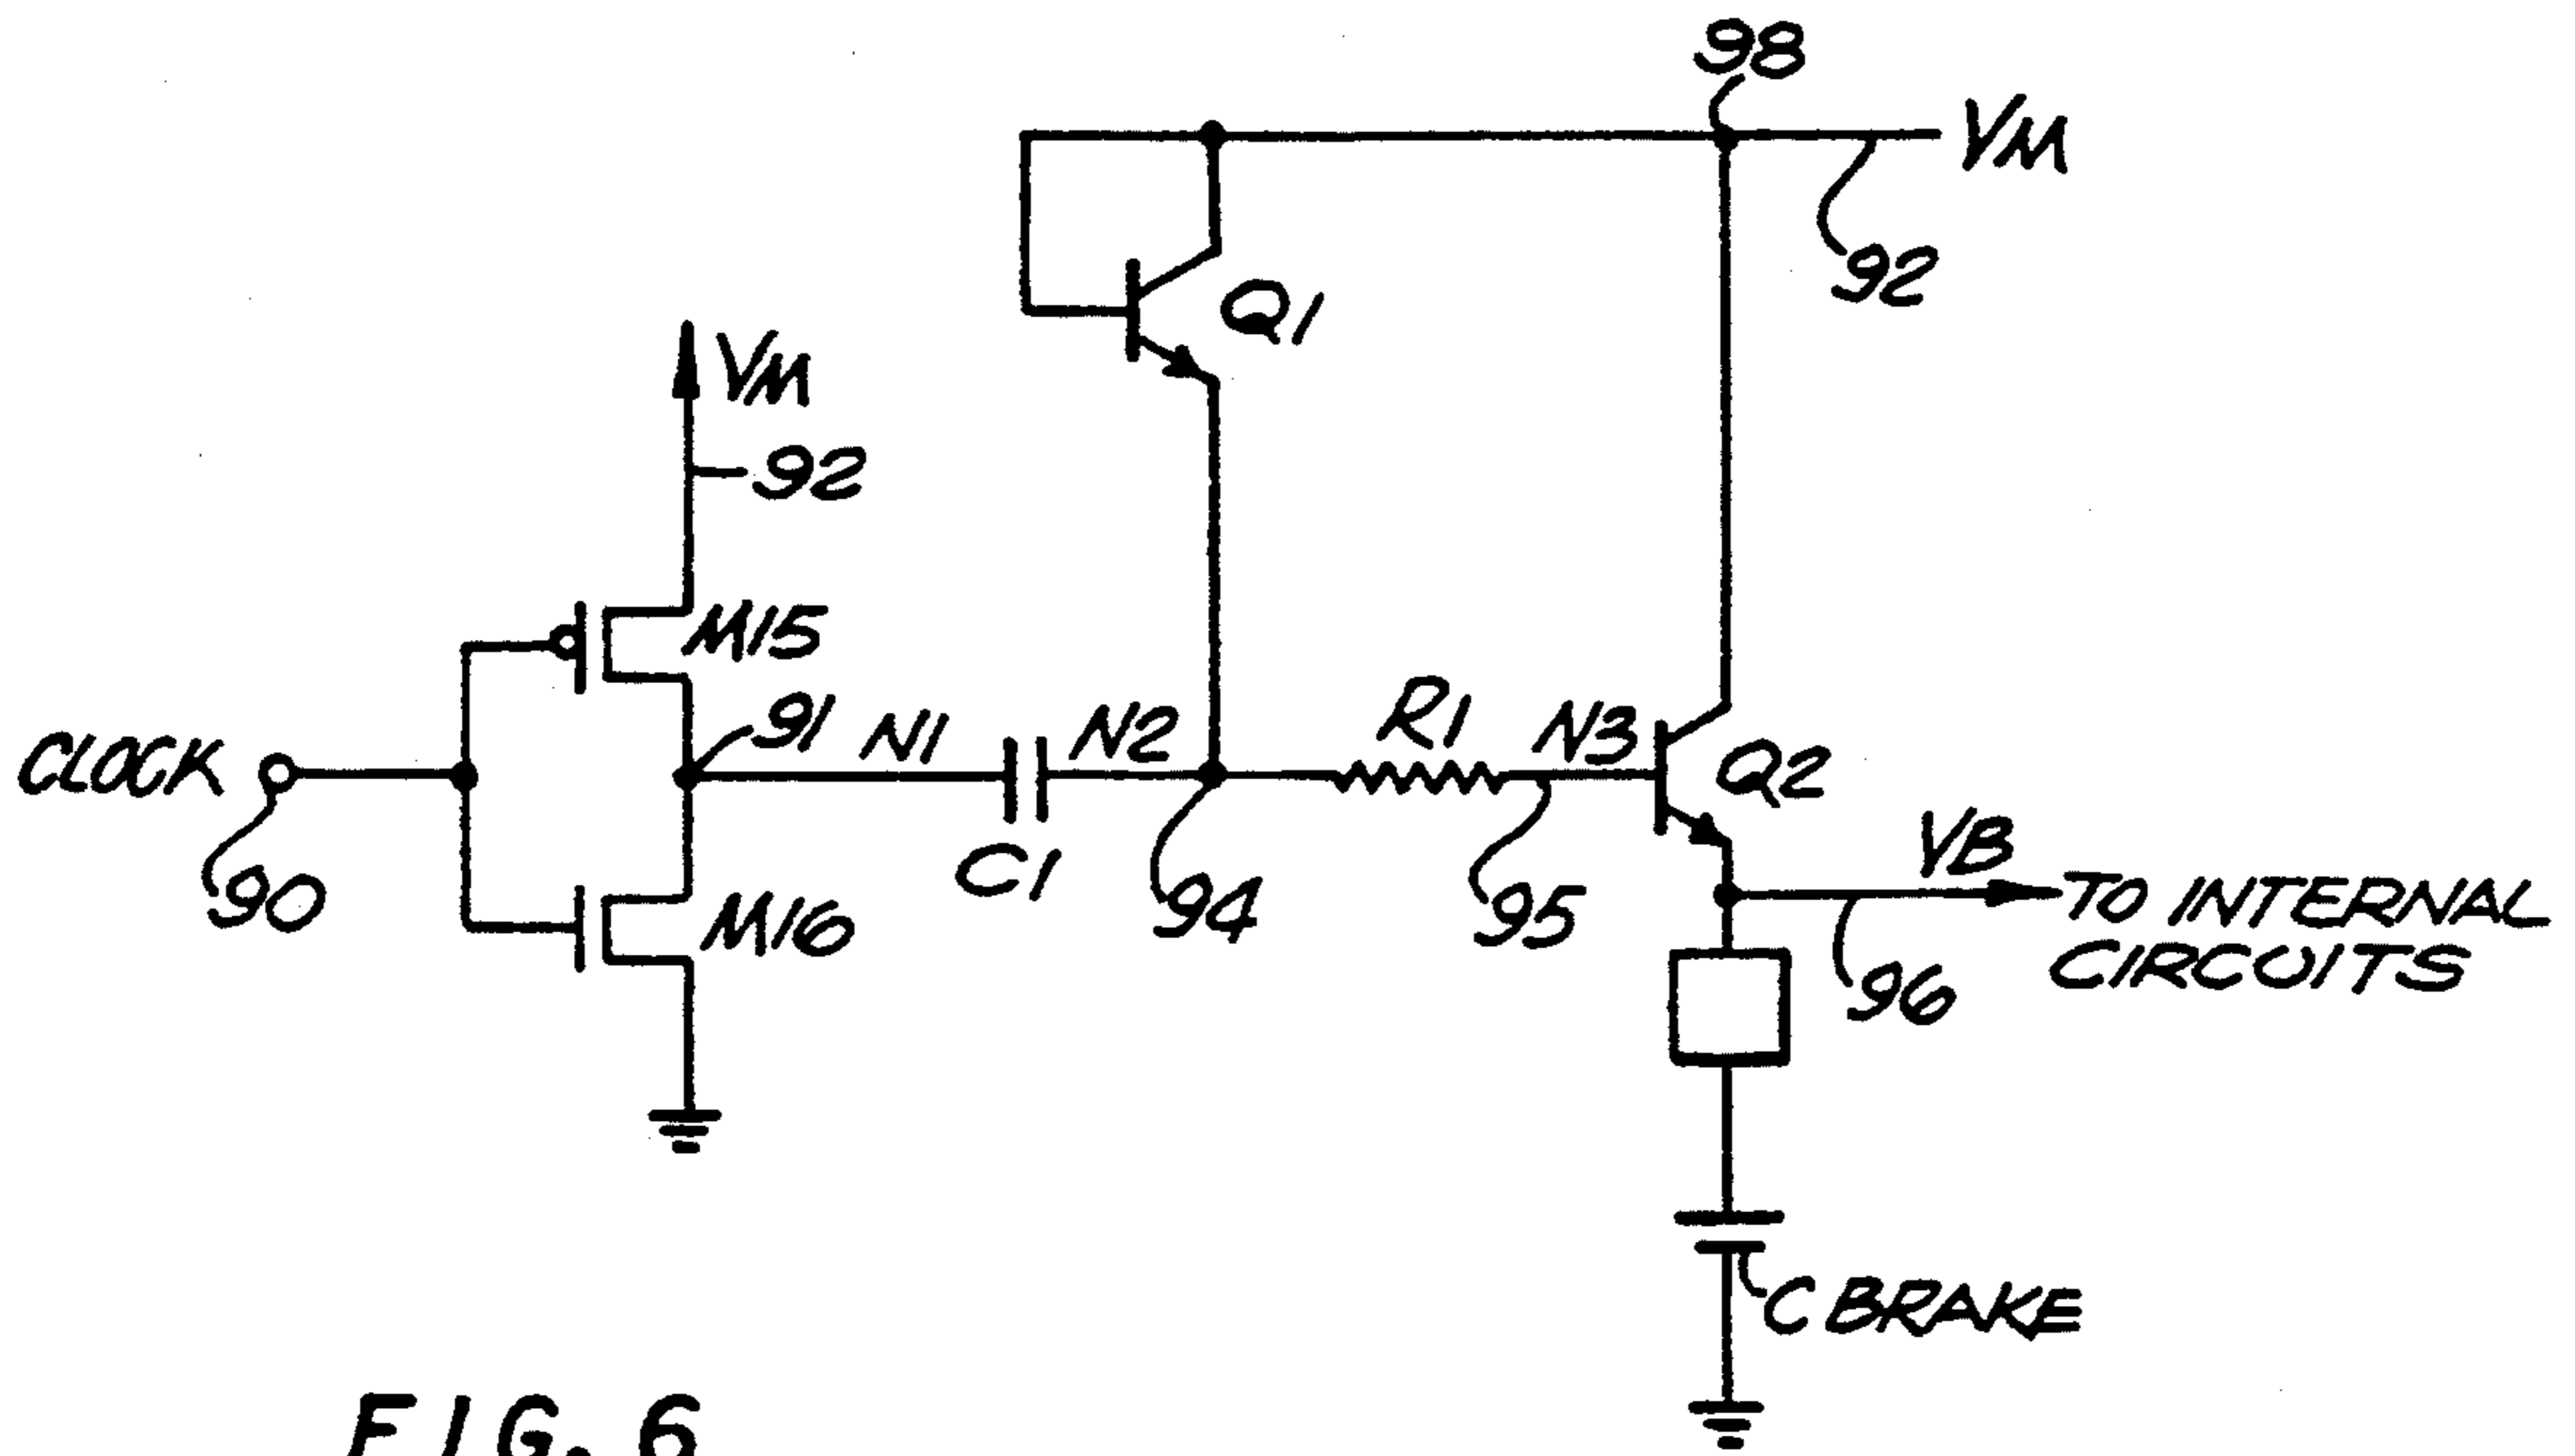 98
VM
92
Q1
VM
92
M15
CLOCK
90
91
N1
C1
N2
94
R1
N3
95
Q2
VB
TO INTERNAL
CIRCUITS
96
M16
C BRAKE
FIG. 6